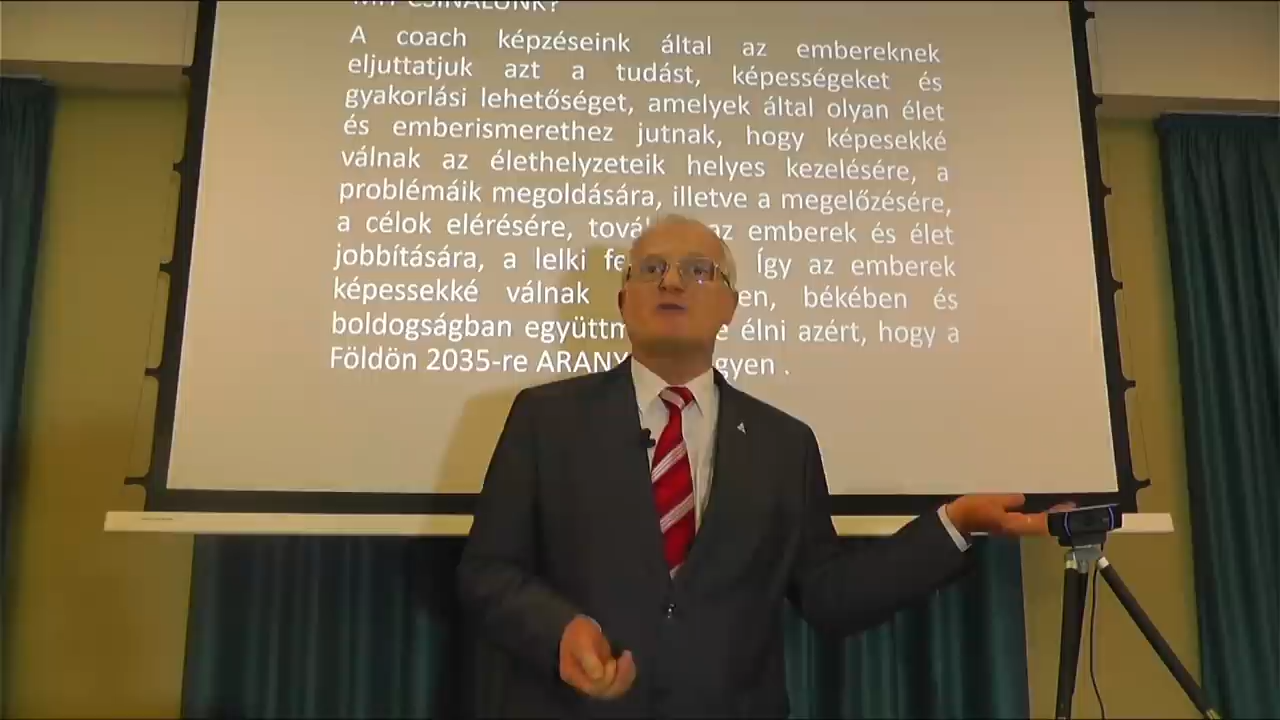 MIT CSINÁLUNK?
A coach képzéseink által az embereknek
eljuttatjuk azt a tudást, képességeket és
gyakorlási lehetőséget, amelyek által olyan élet
és emberismerethez jutnak, hogy képesekké
válnak az élethelyzeteik helyes kezelésére, a
problémáik megoldására, illetve a megelőzésére,
a célok elérésére, az emberek és élet
jobbítására, a lelki Így az emberek
képessekké válnak békében és
boldogságban élni azért, hogy a
Földön 2035-re